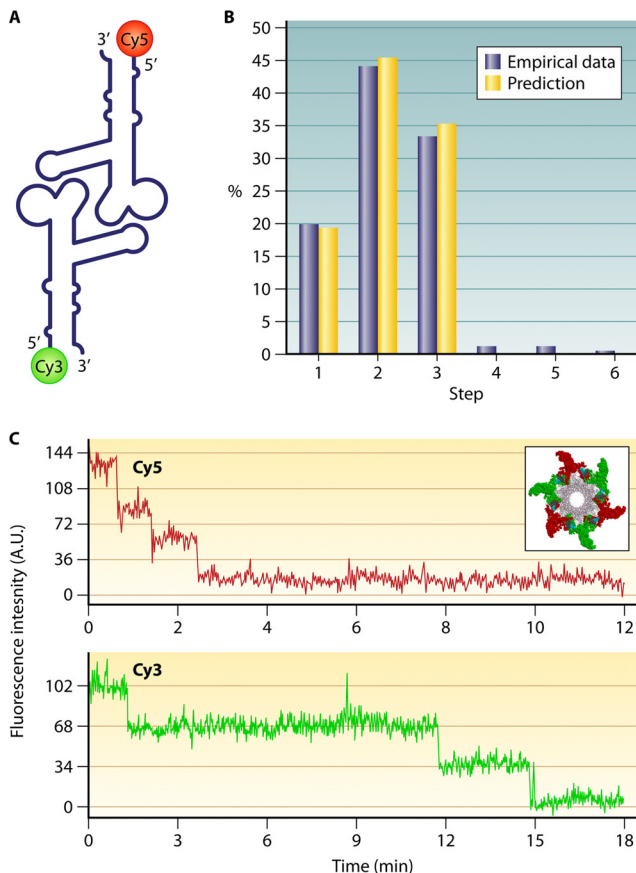 A
3′
Cy5
5′
5′
Cy3
3′
B
50
45
40
35
30
25
20
15
10
5
0
%
Empirical data
Prediction
1 2 3 4 5 6
Step
C
Fluorescence intesnity (A.U.)
144
108
72
36
0
Cy5
0 2 4 6 8 10 12
102
68
34
0
Cy3
0 3 6 9 12 15 18
Time (min)